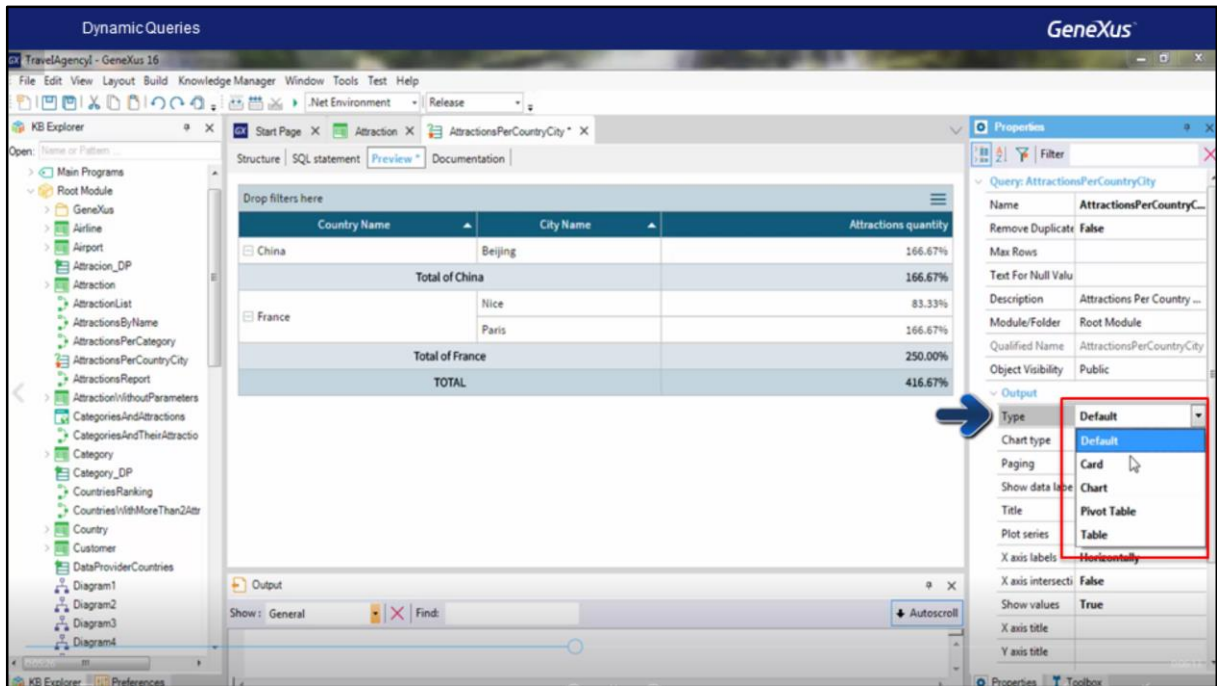 Dynamic Queries
GeneXus
TravelAgencyI - GeneXus 16
File Edit View Layout Build Knowledge Manager Window Tools Test Help
.Net Environment Release
KB Explorer
Open: Name or Pattern ...
Main Programs
Root Module
GeneXus
Airline
Airport
Attracion_DP
Attraction
AttractionList
AttractionsByName
AttractionsPerCategory
AttractionsPerCountryCity
AttractionsReport
AttractionWithoutParameters
CategoriesAndAttractions
CategoriesAndTheirAttractio
Category
Category_DP
CountriesRanking
CountriesWithMoreThan2Attr
Country
Customer
DataProviderCountries
Diagram1
Diagram2
Diagram3
Diagram4
KB Explorer Preferences
Start Page Attraction AttractionsPerCountryCity *
Structure SQL statement Preview * Documentation
Drop filters here
Country Name City Name Attractions quantity
China Beijing 166.67%
Total of China 166.67%
France Nice 83.33%
Paris 166.67%
Total of France 250.00%
TOTAL 416.67%
Output
Show: General Find: Autoscroll
Properties
Filter
Query: AttractionsPerCountryCity
Name AttractionsPerCountryC...
Remove Duplicate False
Max Rows
Text For Null Valu
Description Attractions Per Country ...
Module/Folder Root Module
Qualified Name AttractionsPerCountryCity
Object Visibility Public
Output
Type Default
Chart type Default
Paging Card
Show data labe Chart
Title Pivot Table
Plot series Table
X axis labels Horizontally
X axis intersecti False
Show values True
X axis title
Y axis title
Properties Toolbox